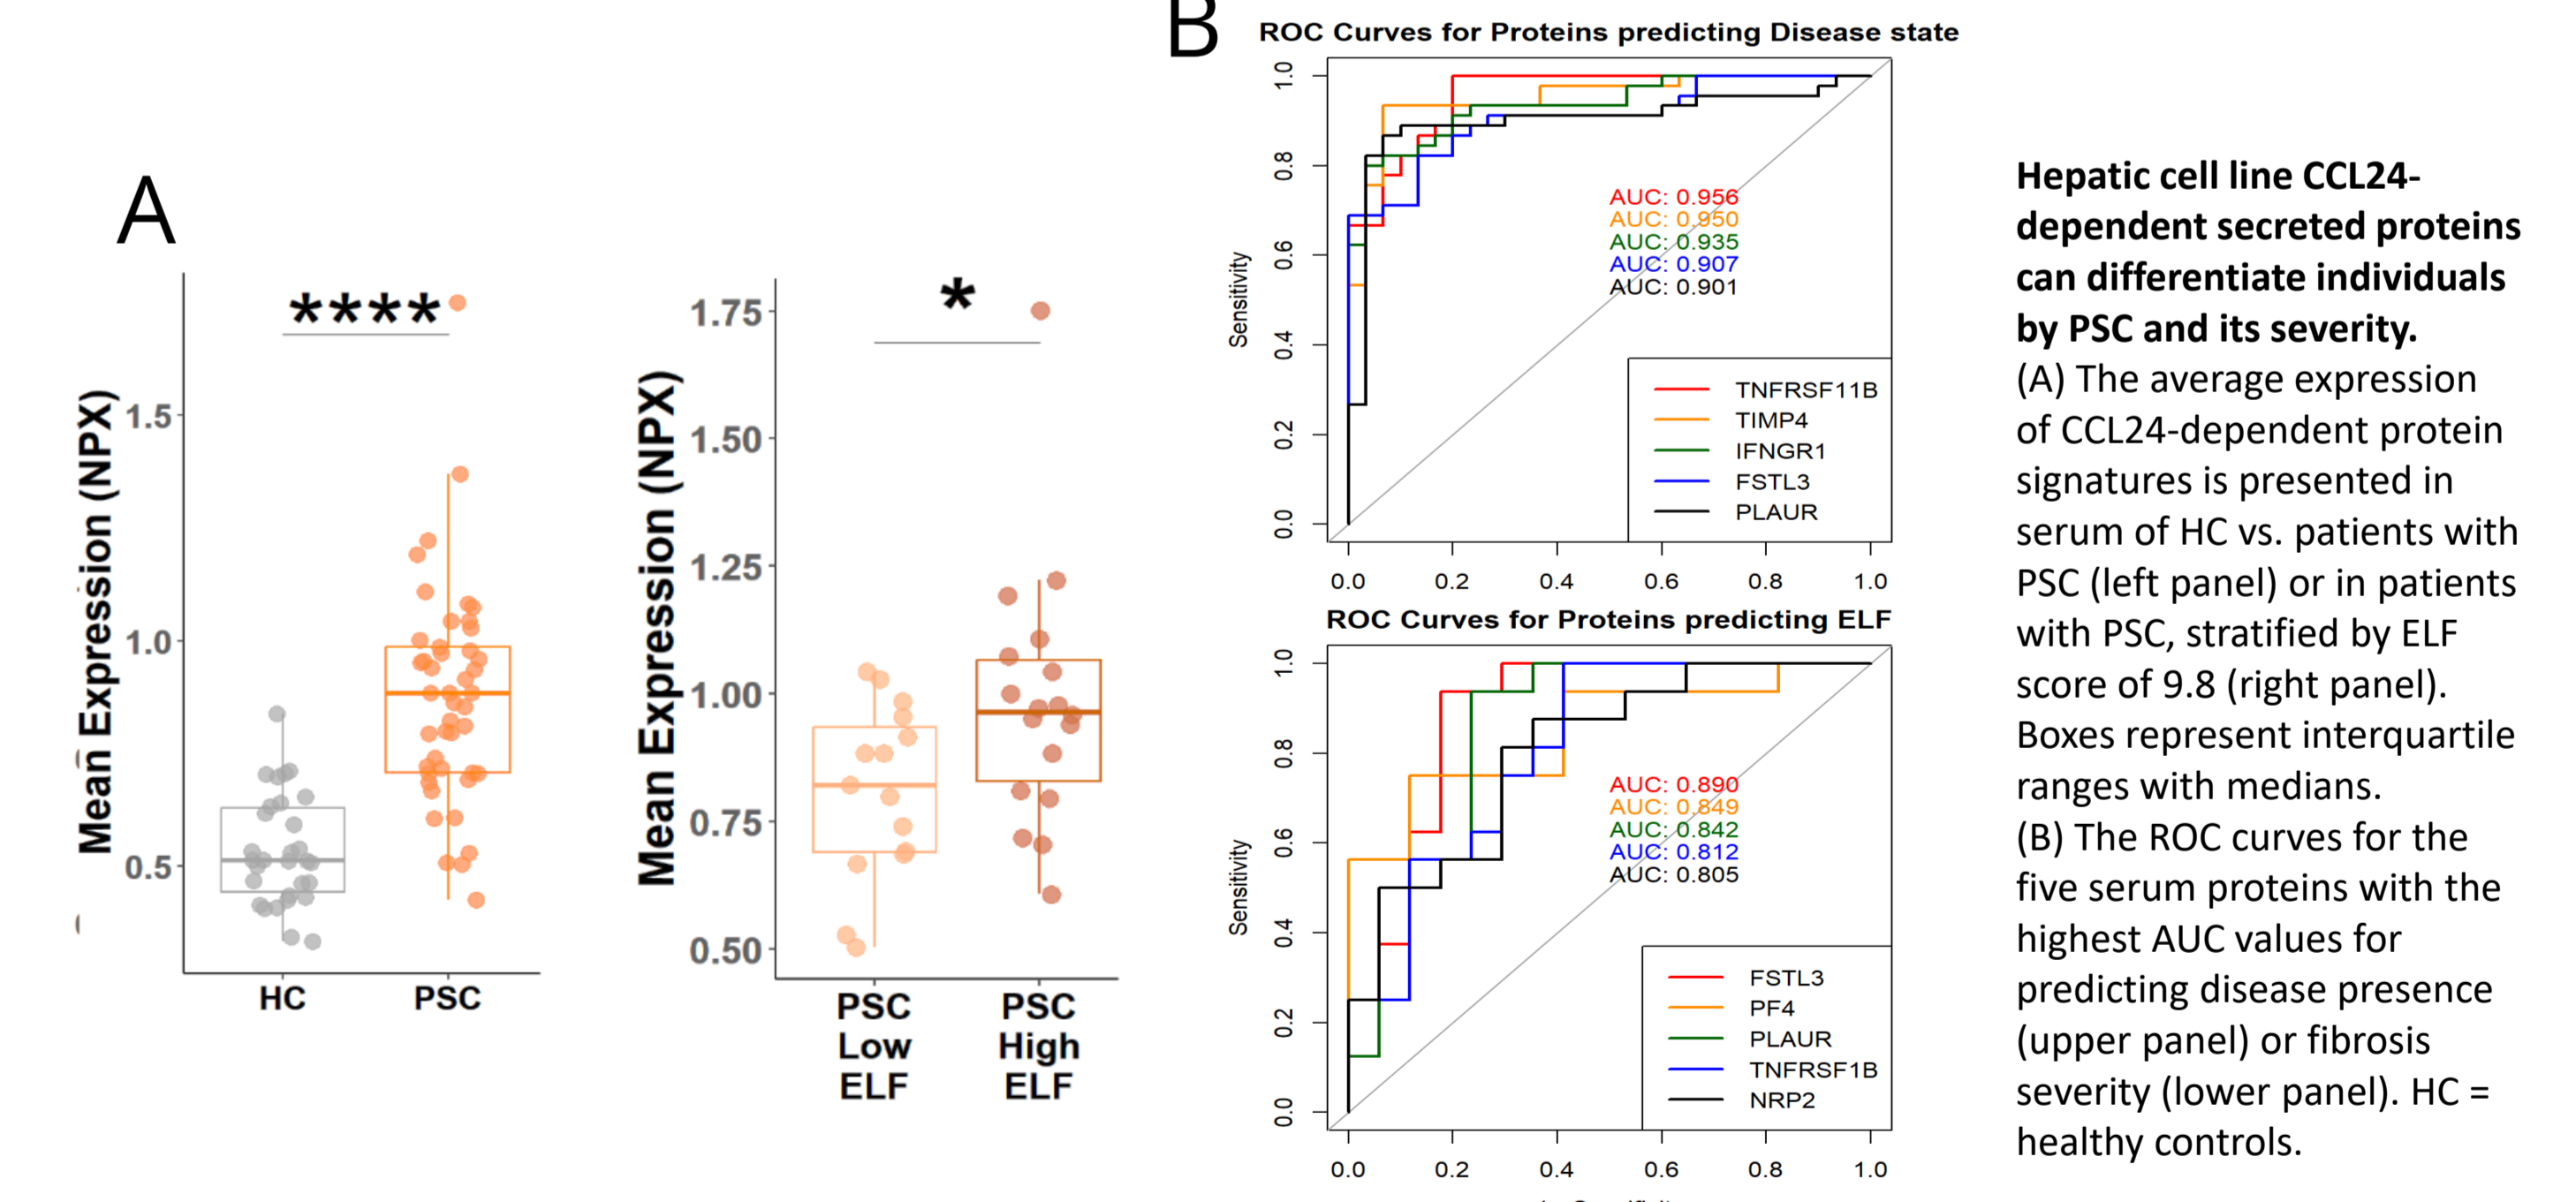 A
****
Mean Expression (NPX)
1.5
1.0
0.5
HC
PSC
*
Mean Expression (NPX)
1.75
1.50
1.25
1.00
0.75
0.50
PSC
Low
ELF
PSC
High
ELF
B
ROC Curves for Proteins predicting Disease state
Sensitivity
1.0
0.8
0.6
0.4
0.2
0.0
AUC: 0.956
AUC: 0.950
AUC: 0.935
AUC: 0.907
AUC: 0.901
TNFRSF11B
TIMP4
IFNGR1
FSTL3
PLAUR
0.0 0.2 0.4 0.6 0.8 1.0
ROC Curves for Proteins predicting ELF
Sensitivity
1.0
0.8
0.6
0.4
0.2
0.0
AUC: 0.890
AUC: 0.849
AUC: 0.842
AUC: 0.812
AUC: 0.805
FSTL3
PF4
PLAUR
TNFRSF1B
NRP2
0.0 0.2 0.4 0.6 0.8 1.0
Hepatic cell line CCL24-
dependent secreted proteins
can differentiate individuals
by PSC and its severity.
(A) The average expression
of CCL24-dependent protein
signatures is presented in
serum of HC vs. patients with
PSC (left panel) or in patients
with PSC, stratified by ELF
score of 9.8 (right panel).
Boxes represent interquartile
ranges with medians.
(B) The ROC curves for the
five serum proteins with the
highest AUC values for
predicting disease presence
(upper panel) or fibrosis
severity (lower panel). HC =
healthy controls.